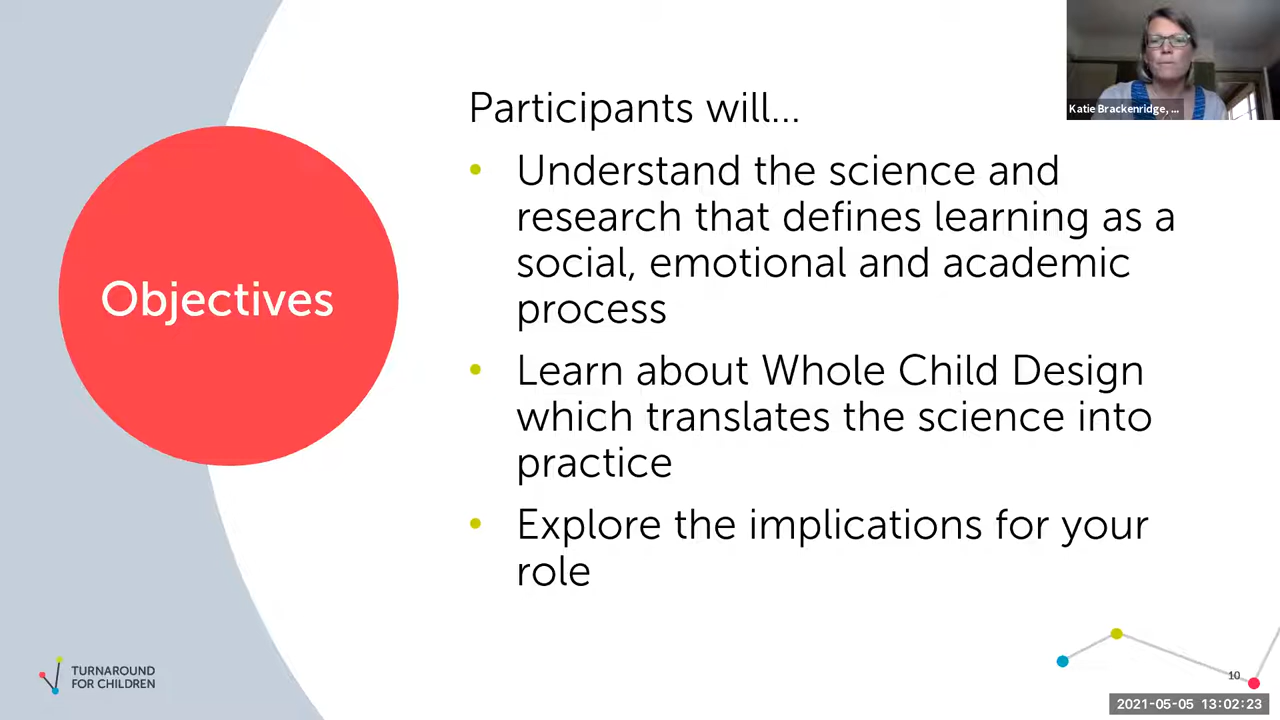 Participants will...
Katie Brackenridge, ...
• Understand the science and
research that defines learning as a
social, emotional and academic
process
Objectives
• Learn about Whole Child Design
which translates the science into
practice
• Explore the implications for your
role
TURNAROUND
FOR CHILDREN
10
2021-05-05 13:02:23